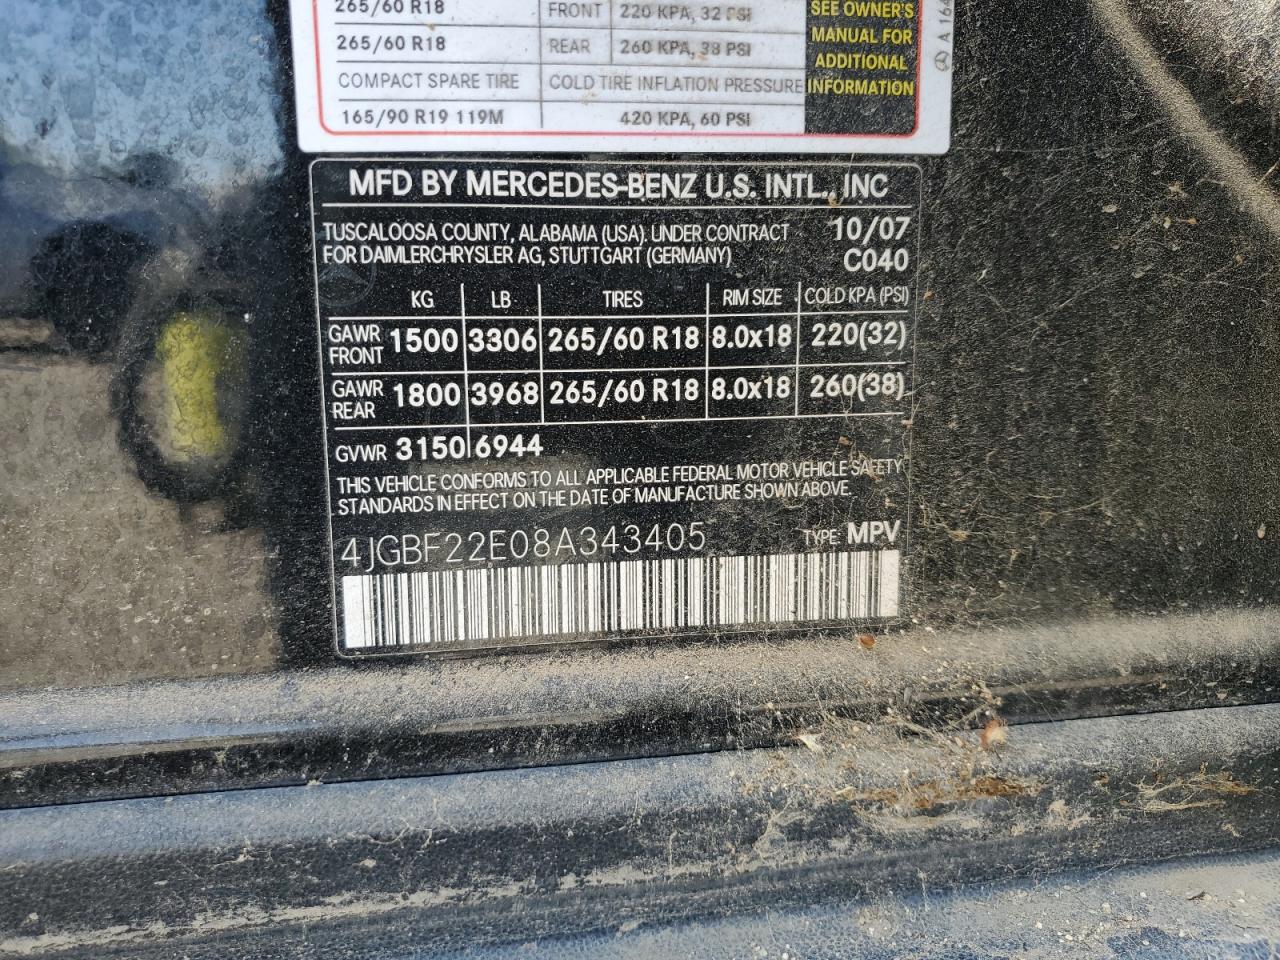 265/60 R18 FRONT 220 KPA, 32 PSI SEE OWNER'S
265/60 R18 REAR 260 KPA, 38 PSI MANUAL FOR
ADDITIONAL
COMPACT SPARE TIRE COLD TIRE INFLATION PRESSURE INFORMATION
165/90 R19 119M 420 KPA, 60 PSI
A 164
MFD BY MERCEDES-BENZ U.S. INTL., INC
TUSCALOOSA COUNTY, ALABAMA (USA). UNDER CONTRACT 10/07
FOR DAIMLERCHRYSLER AG, STUTTGART (GERMANY) C040
KG LB TIRES RIM SIZE COLD KPA (PSI)
GAWR FRONT 1500 3306 265/60 R18 8.0x18 220(32)
GAWR REAR 1800 3968 265/60 R18 8.0x18 260(38)
GVWR 3150 6944
THIS VEHICLE CONFORMS TO ALL APPLICABLE FEDERAL MOTOR VEHICLE SAFETY
STANDARDS IN EFFECT ON THE DATE OF MANUFACTURE SHOWN ABOVE.
4JGBF22E08A343405 TYPE: MPV